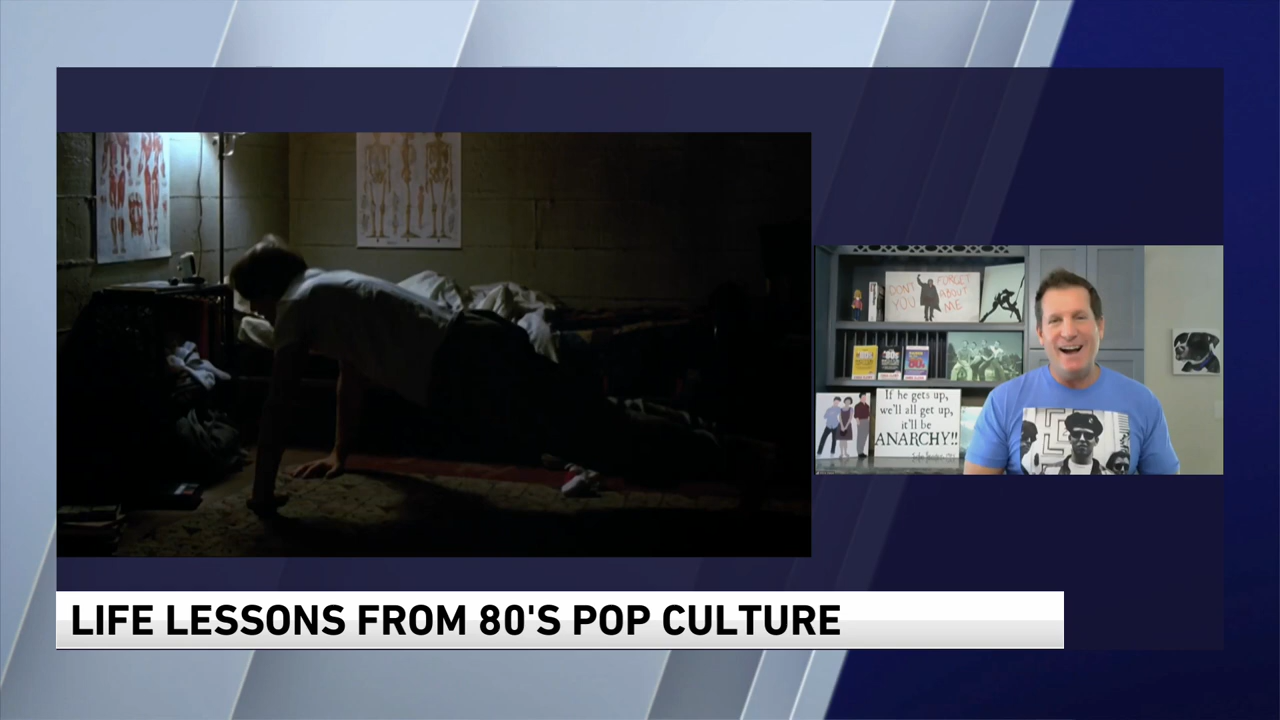 DON'T
YOU
FORGET
ABOUT
ME
If he gets up,
we'll all get up,
it'll be
ANARCHY!!
LIFE LESSONS FROM 80'S POP CULTURE